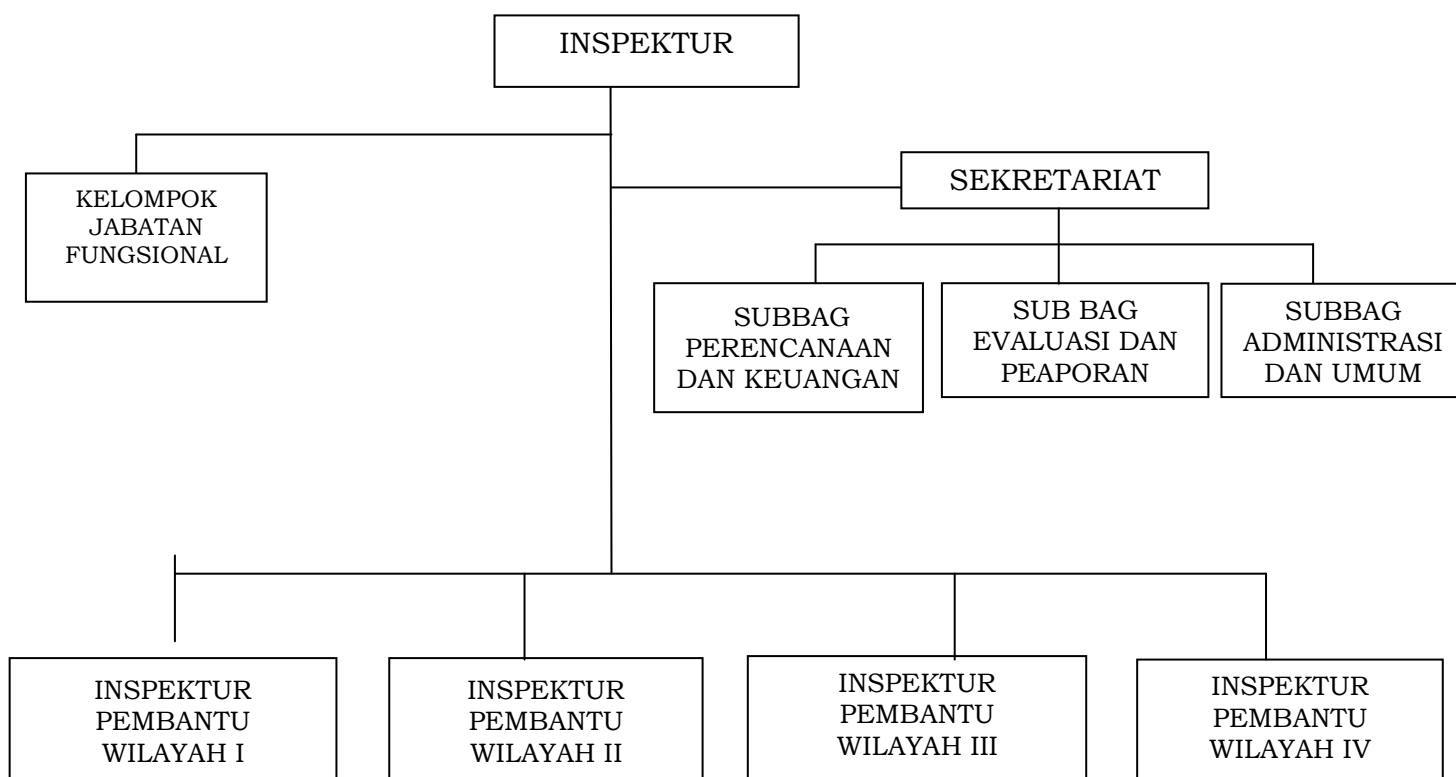 INSPEKTUR
SEKRETARIAT
KELOMPOK
JABATAN
FUNGSIONAL
SUBBAG
PERENCANAAN
DAN KEUANGAN
SUB BAG
EVALUASI DAN
PEAPORAN
SUBBAG
ADMINISTRASI
DAN UMUM
INSPEKTUR
PEMBANTU
WILAYAH I
INSPEKTUR
PEMBANTU
WILAYAH II
INSPEKTUR
PEMBANTU
WILAYAH III
INSPEKTUR
PEMBANTU
WILAYAH IV